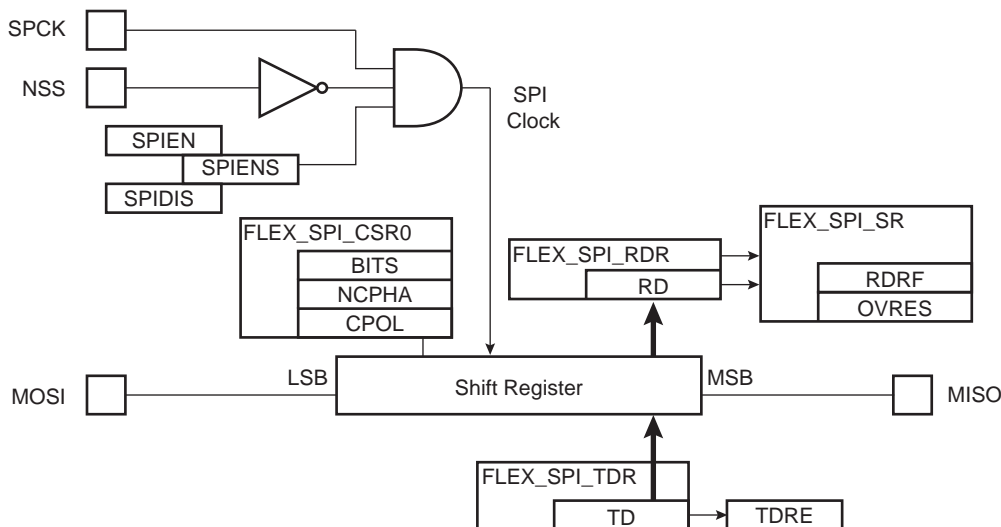 SPCK
NSS
SPI
Clock
SPIEN
SPIENS
SPIDIS
FLEX_SPI_CSR0
BITS
NCPHA
CPOL
FLEX_SPI_RDR
RD
FLEX_SPI_SR
RDRF
OVRES
MOSI
LSB
Shift Register
MSB
MISO
FLEX_SPI_TDR
TD
TDRE